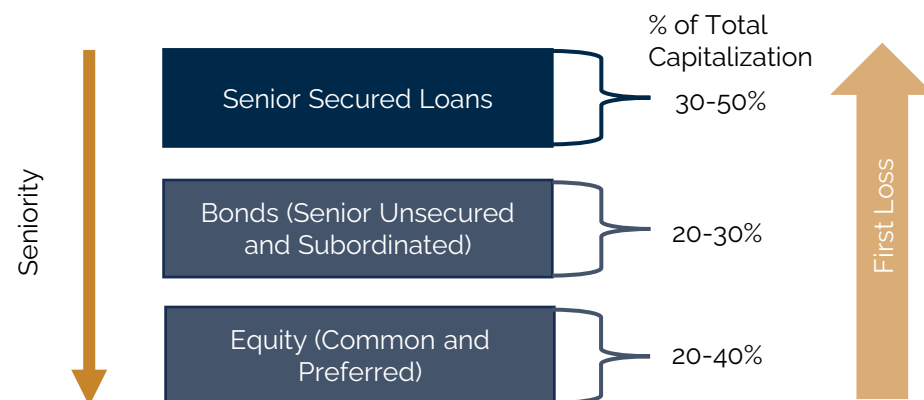 % of Total
Capitalization
Senior Secured Loans
30-50%
Seniority
Bonds (Senior Unsecured
and Subordinated)
20-30%
First Loss
Equity (Common and
Preferred)
20-40%